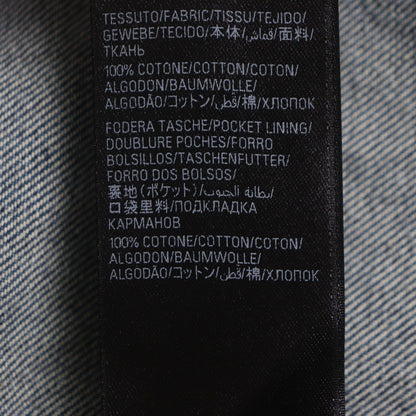 TESSUTO/FABRIC/TISSU/TEJIDO/
GEWEBE/TECIDO/本体/قماش/面料/
ТКАНЬ
100% COTONE/COTTON/COTON/
ALGODON/BAUMWOLLE/
ALGODÃO/コットン/قطن/棉/ХЛОПОК
FODERA TASCHE/POCKET LINING/
DOUBLURE POCHES/FORRO
BOLSILLOS/TASCHENFUTTER/
FORRO DOS BOLSOS/
裏地(ポケット)/بطانة الجيوب/
口袋里料/ПОДКЛАДКА
КАРМАНОВ
100% COTONE/COTTON/COTON/
ALGODON/BAUMWOLLE/
ALGODÃO/コットン/قطن/棉/ХЛОПОК